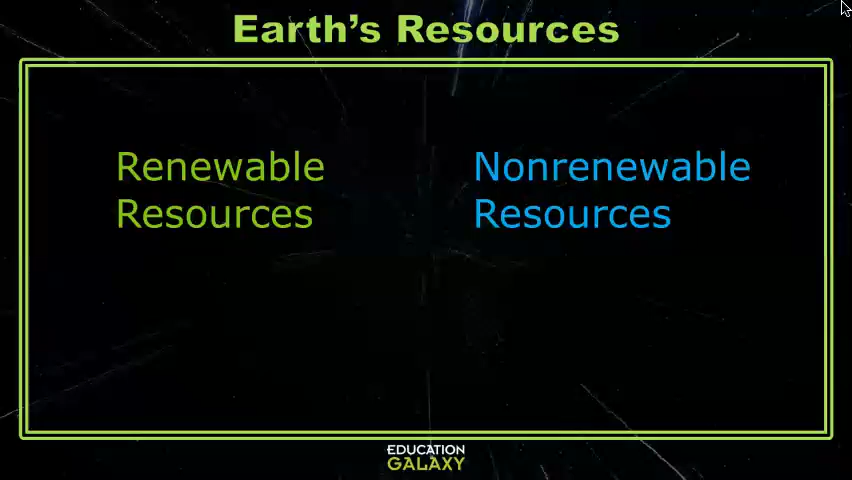 Earth's Resources
Renewable
Resources
Nonrenewable
Resources
EDUCATION
GALAXY